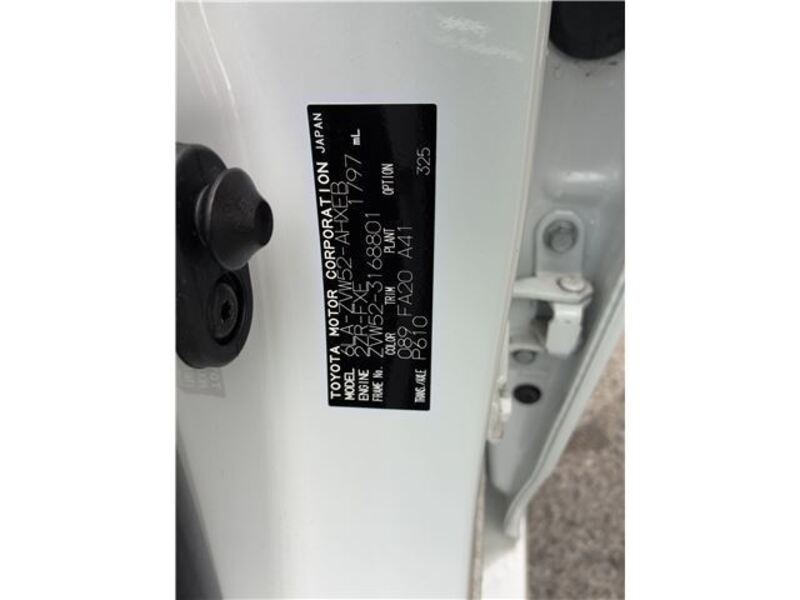 TOYOTA MOTOR CORPORATION JAPAN
MODEL 6LA-ZVW52-AHXEB
ENGINE 2ZR-FXE 1797 mL
FRAME No. ZVW52-3168801
COLOR TRIM PLANT OPTION
089 FA20 A41
TRANS./AXLE P610 325